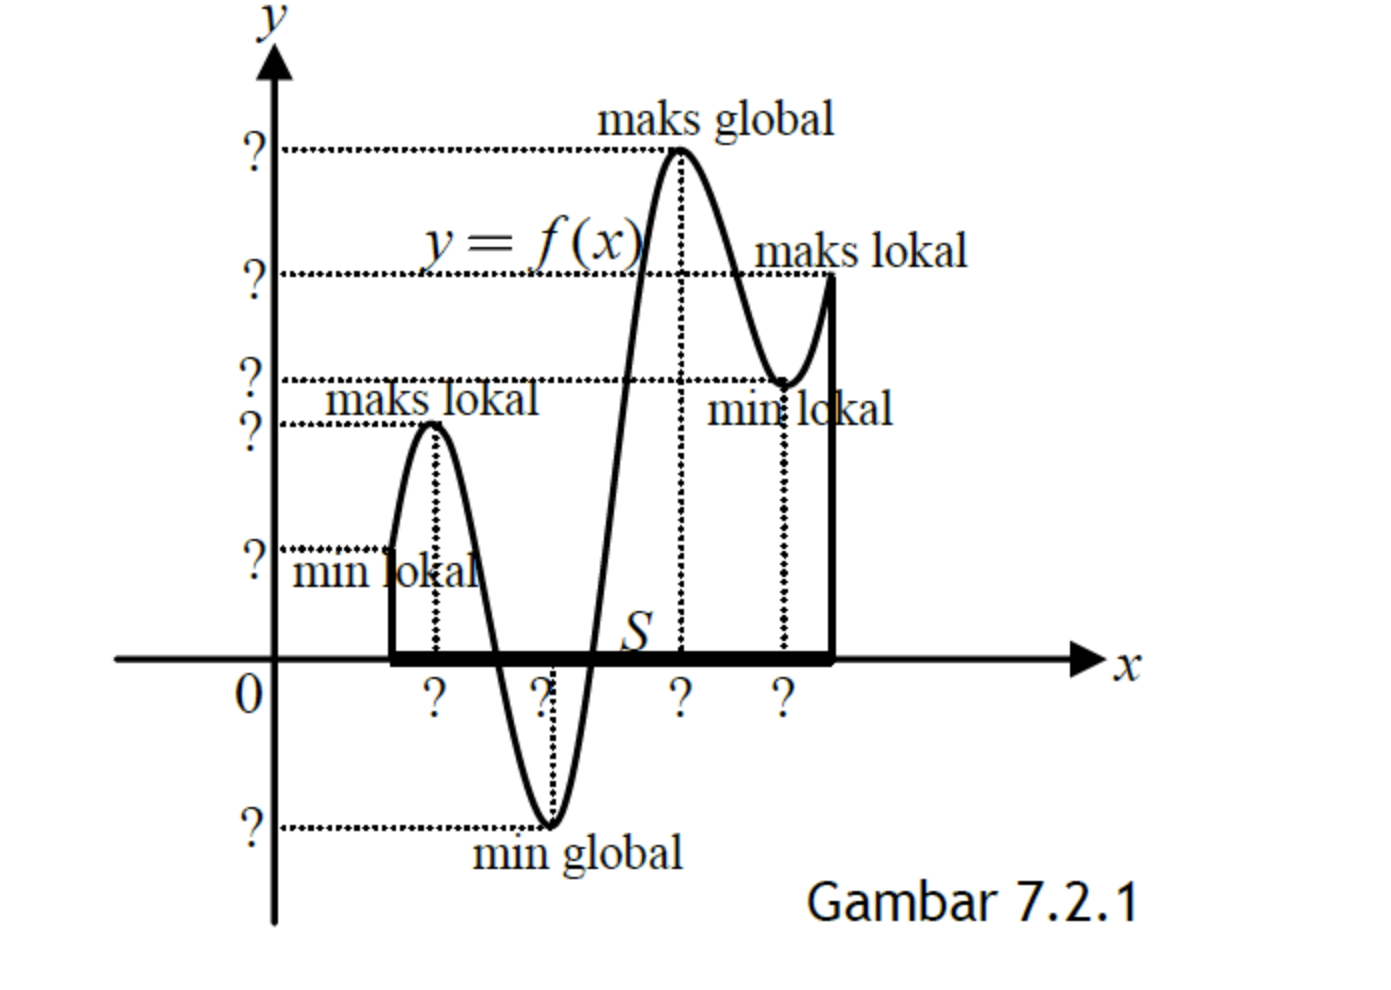 y
maks global
?
y = f(x)
maks lokal
?
?
maks lokal
min lokal
?
?
min lokal
S
x
0
?
?
?
?
?
min global
Gambar 7.2.1